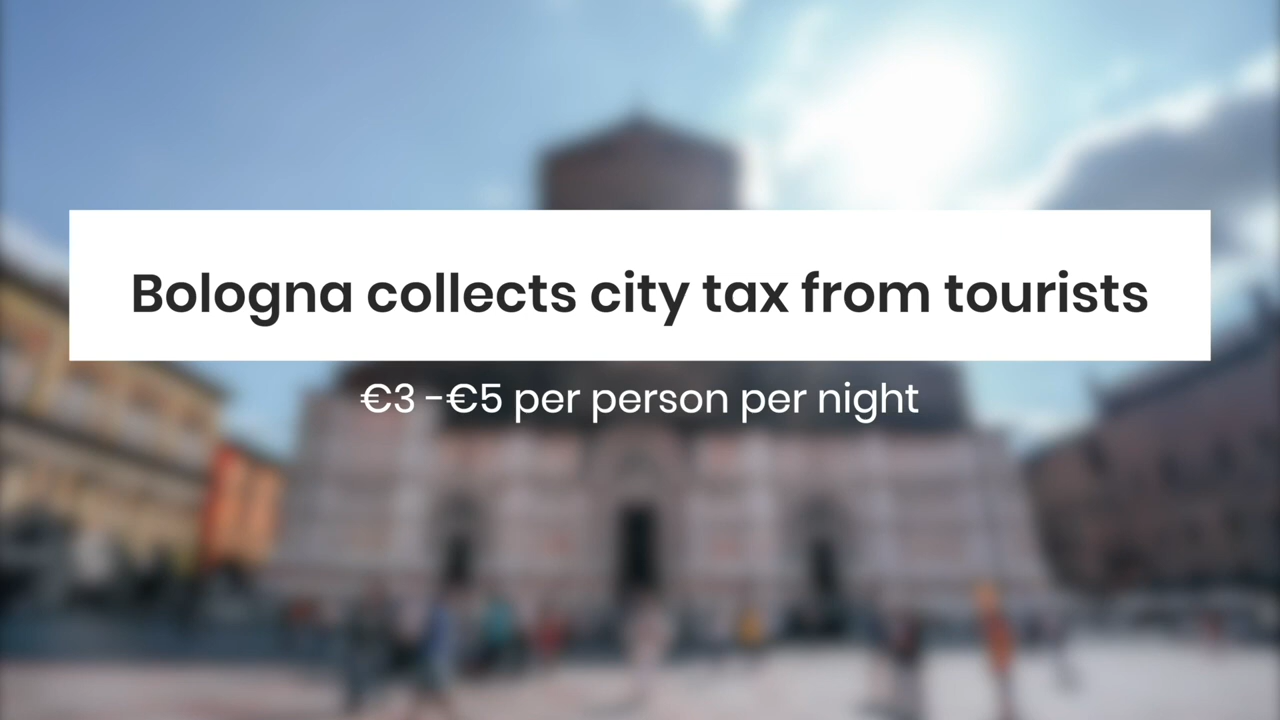 Bologna collects city tax from tourists
€3 -€5 per person per night